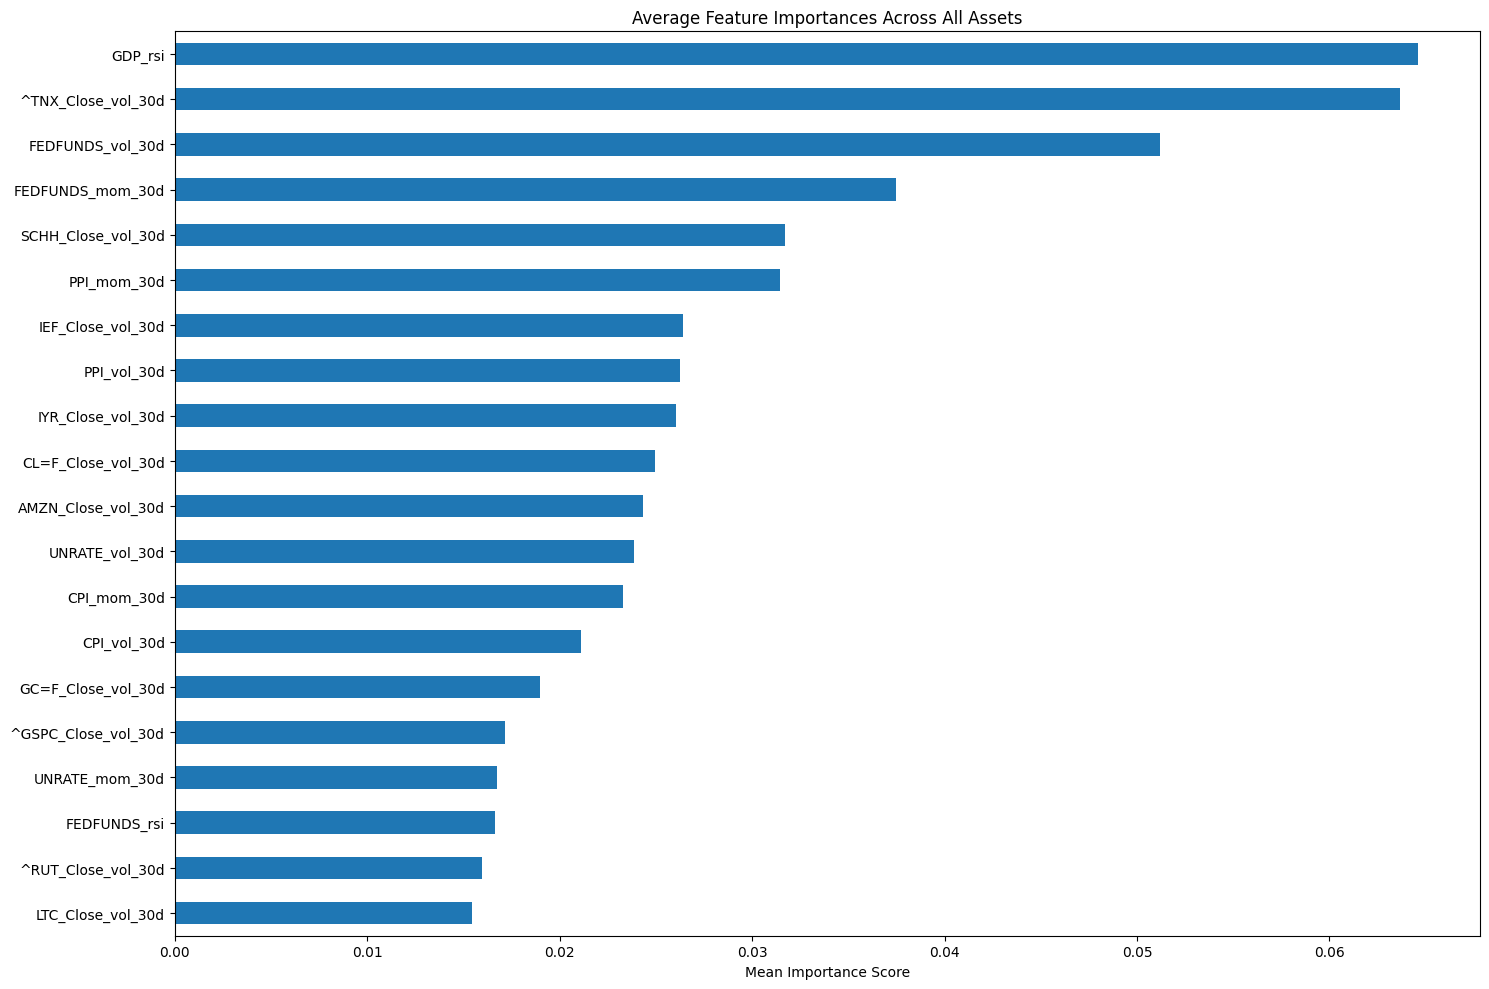 Average Feature Importances Across All Assets
GDP_rsi
^TNX_Close_vol_30d
FEDFUNDS_vol_30d
FEDFUNDS_mom_30d
SCHH_Close_vol_30d
PPI_mom_30d
IEF_Close_vol_30d
PPI_vol_30d
IYR_Close_vol_30d
CL=F_Close_vol_30d
AMZN_Close_vol_30d
UNRATE_vol_30d
CPI_mom_30d
CPI_vol_30d
GC=F_Close_vol_30d
^GSPC_Close_vol_30d
UNRATE_mom_30d
FEDFUNDS_rsi
^RUT_Close_vol_30d
LTC_Close_vol_30d
0.00 0.01 0.02 0.03 0.04 0.05 0.06
Mean Importance Score